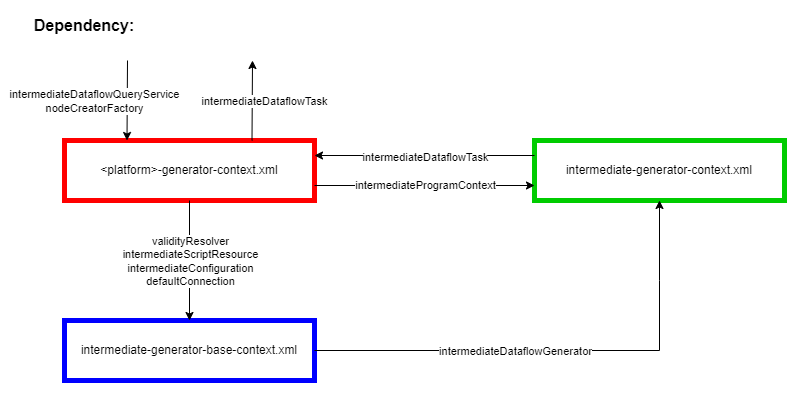 Dependency:
intermediateDataflowQueryService
nodeCreatorFactory
intermediateDataflowTask
<platform>-generator-context.xml
intermediateDataflowTask
intermediateProgramContext
intermediate-generator-context.xml
validityResolver
intermediateScriptResource
intermediateConfiguration
defaultConnection
intermediate-generator-base-context.xml
intermediateDataflowGenerator